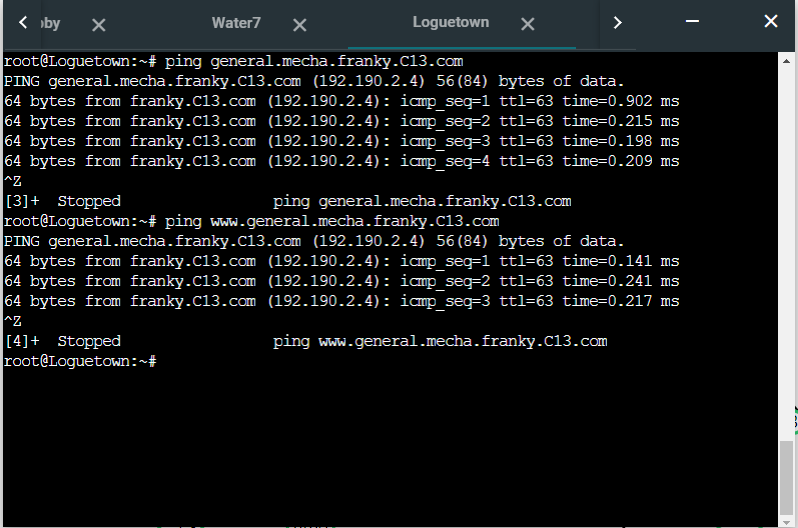 oby Water7 Loguetown
root@Loguetown:~# ping general.mecha.franky.C13.com
PING general.mecha.franky.C13.com (192.190.2.4) 56(84) bytes of data.
64 bytes from franky.C13.com (192.190.2.4): icmp_seq=1 ttl=63 time=0.902 ms
64 bytes from franky.C13.com (192.190.2.4): icmp_seq=2 ttl=63 time=0.215 ms
64 bytes from franky.C13.com (192.190.2.4): icmp_seq=3 ttl=63 time=0.198 ms
64 bytes from franky.C13.com (192.190.2.4): icmp_seq=4 ttl=63 time=0.209 ms
^Z
[3]+  Stopped                 ping general.mecha.franky.C13.com
root@Loguetown:~# ping www.general.mecha.franky.C13.com
PING general.mecha.franky.C13.com (192.190.2.4) 56(84) bytes of data.
64 bytes from franky.C13.com (192.190.2.4): icmp_seq=1 ttl=63 time=0.141 ms
64 bytes from franky.C13.com (192.190.2.4): icmp_seq=2 ttl=63 time=0.241 ms
64 bytes from franky.C13.com (192.190.2.4): icmp_seq=3 ttl=63 time=0.217 ms
^Z
[4]+  Stopped                 ping www.general.mecha.franky.C13.com
root@Loguetown:~#